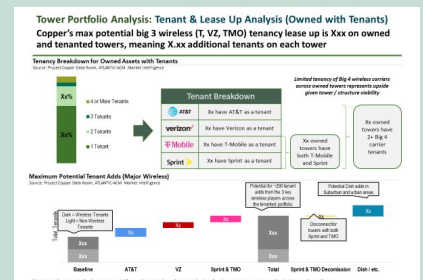 Tower Portfolio Analysis: Tenant & Lease Up Analysis (Owned with Tenants)
Copper's max potential big 3 wireless (T, VZ, TMO) tenancy lease up is Xxx on owned
and tenanted towers, meaning X.xx additional tenants on each tower
Tenancy Breakdown for Owned Assets with Tenants
Source: Project Copper Data Room, ATLANTIC-ACM Market Intelligence
Xx%
Xx%
4 or More Tenants
3 Tenants
2 Tenants
1 Tenant
Tenant Breakdown
AT&T
Xx have AT&T as a tenant
verizon
Xx have Verizon as a tenant
T Mobile
Xx have T-Mobile as a tenant
Sprint
Xx have Sprint as a tenant
Limited tenancy of Big 4 wireless carriers
across owned towers represents upside
given tower / structure viability
Xx owned
towers have
both T-Mobile
and Sprint
Xx owned
towers have
2+ Big 4
carrier
tenants
Maximum Potential Tenant Adds (Major Wireless)
Source: Project Copper Data Room, ATLANTIC-ACM Market Intelligence
Total Tenants
Dark = Wireless Tenants
Light = Non-Wireless
Tenants
Potential for ~200 tenant
adds from the 3 key
wireless players across
the tenanted portfolio
Potential Dish adds in
Suburban and urban areas
Decommed for
towers with both
Sprint and TMO
Xxx
Xxx
Xx
Xx
Xx
Xxx
Xxx
Xx
Xx
Baseline
AT&T
VZ
Sprint & TMO
Total
Sprint & TMO Decommission
Dish / etc.